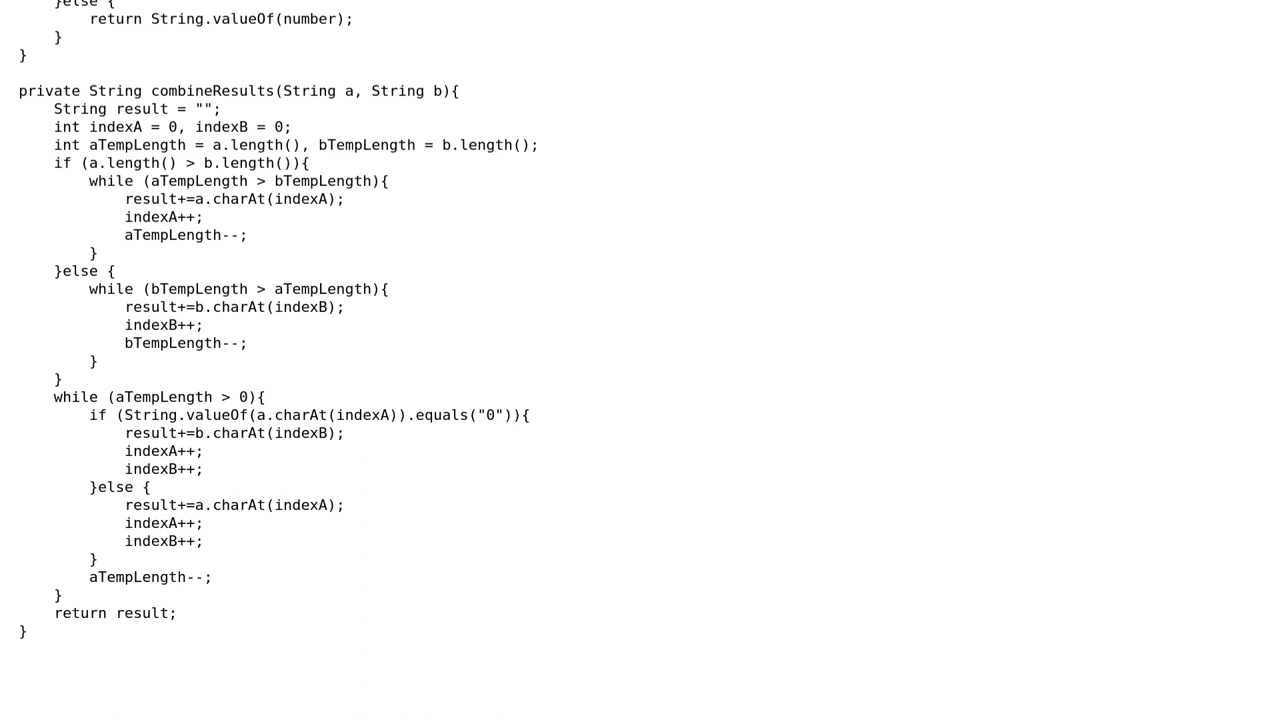 }else {
        return String.valueOf(number);
    }
}

private String combineResults(String a, String b){
    String result = "";
    int indexA = 0, indexB = 0;
    int aTempLength = a.length(), bTempLength = b.length();
    if (a.length() > b.length()){
        while (aTempLength > bTempLength){
            result+=a.charAt(indexA);
            indexA++;
            aTempLength--;
        }
    }else {
        while (bTempLength > aTempLength){
            result+=b.charAt(indexB);
            indexB++;
            bTempLength--;
        }
    }
    while (aTempLength > 0){
        if (String.valueOf(a.charAt(indexA)).equals("0")){
            result+=b.charAt(indexB);
            indexA++;
            indexB++;
        }else {
            result+=a.charAt(indexA);
            indexA++;
            indexB++;
        }
        aTempLength--;
    }
    return result;
}